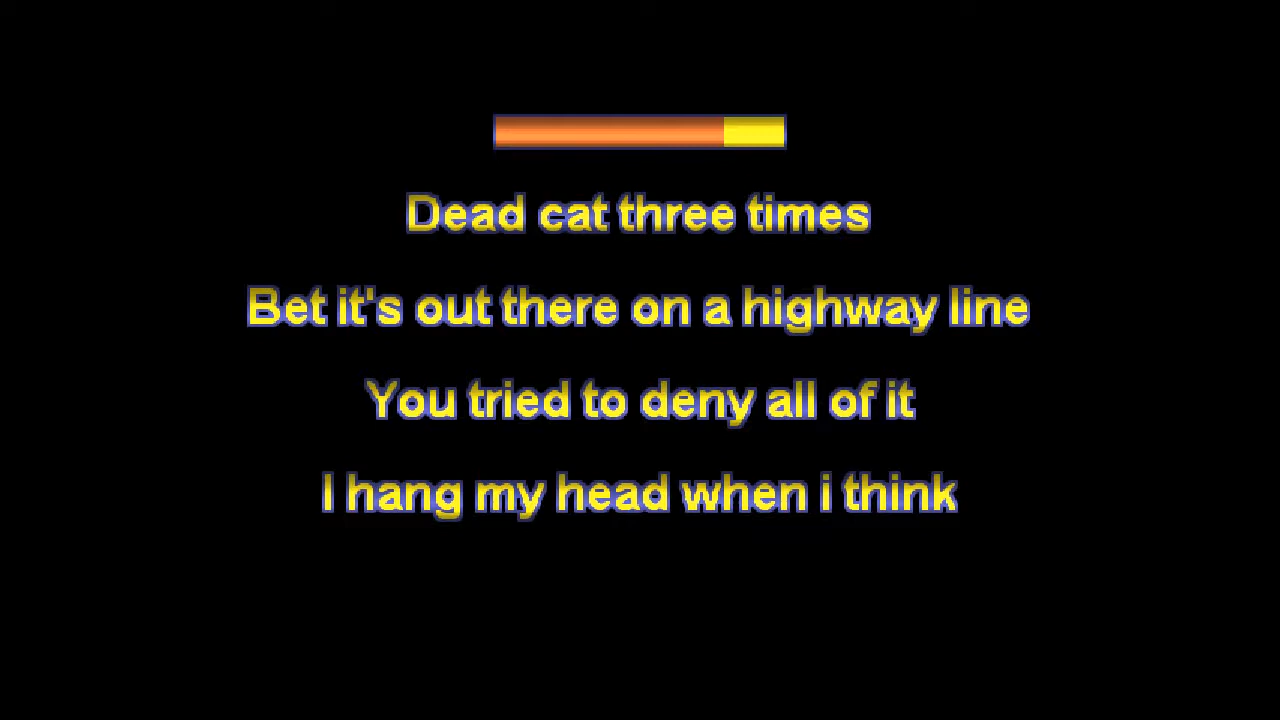 Dead cat three times
Bet it's out there on a highway line
You tried to deny all of it
I hang my head when i think